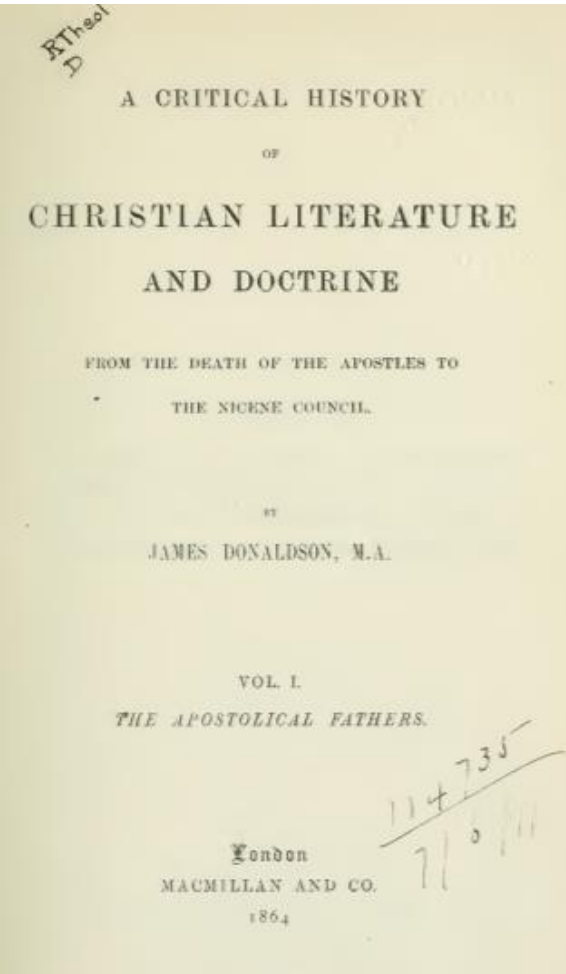 RTheol
D
A CRITICAL HISTORY
OF
CHRISTIAN LITERATURE
AND DOCTRINE
FROM THE DEATH OF THE APOSTLES TO
THE NICENE COUNCIL.
BY
JAMES DONALDSON, M.A.
VOL. I.
THE APOSTOLICAL FATHERS.
114735
London
MACMILLAN AND CO.
1864